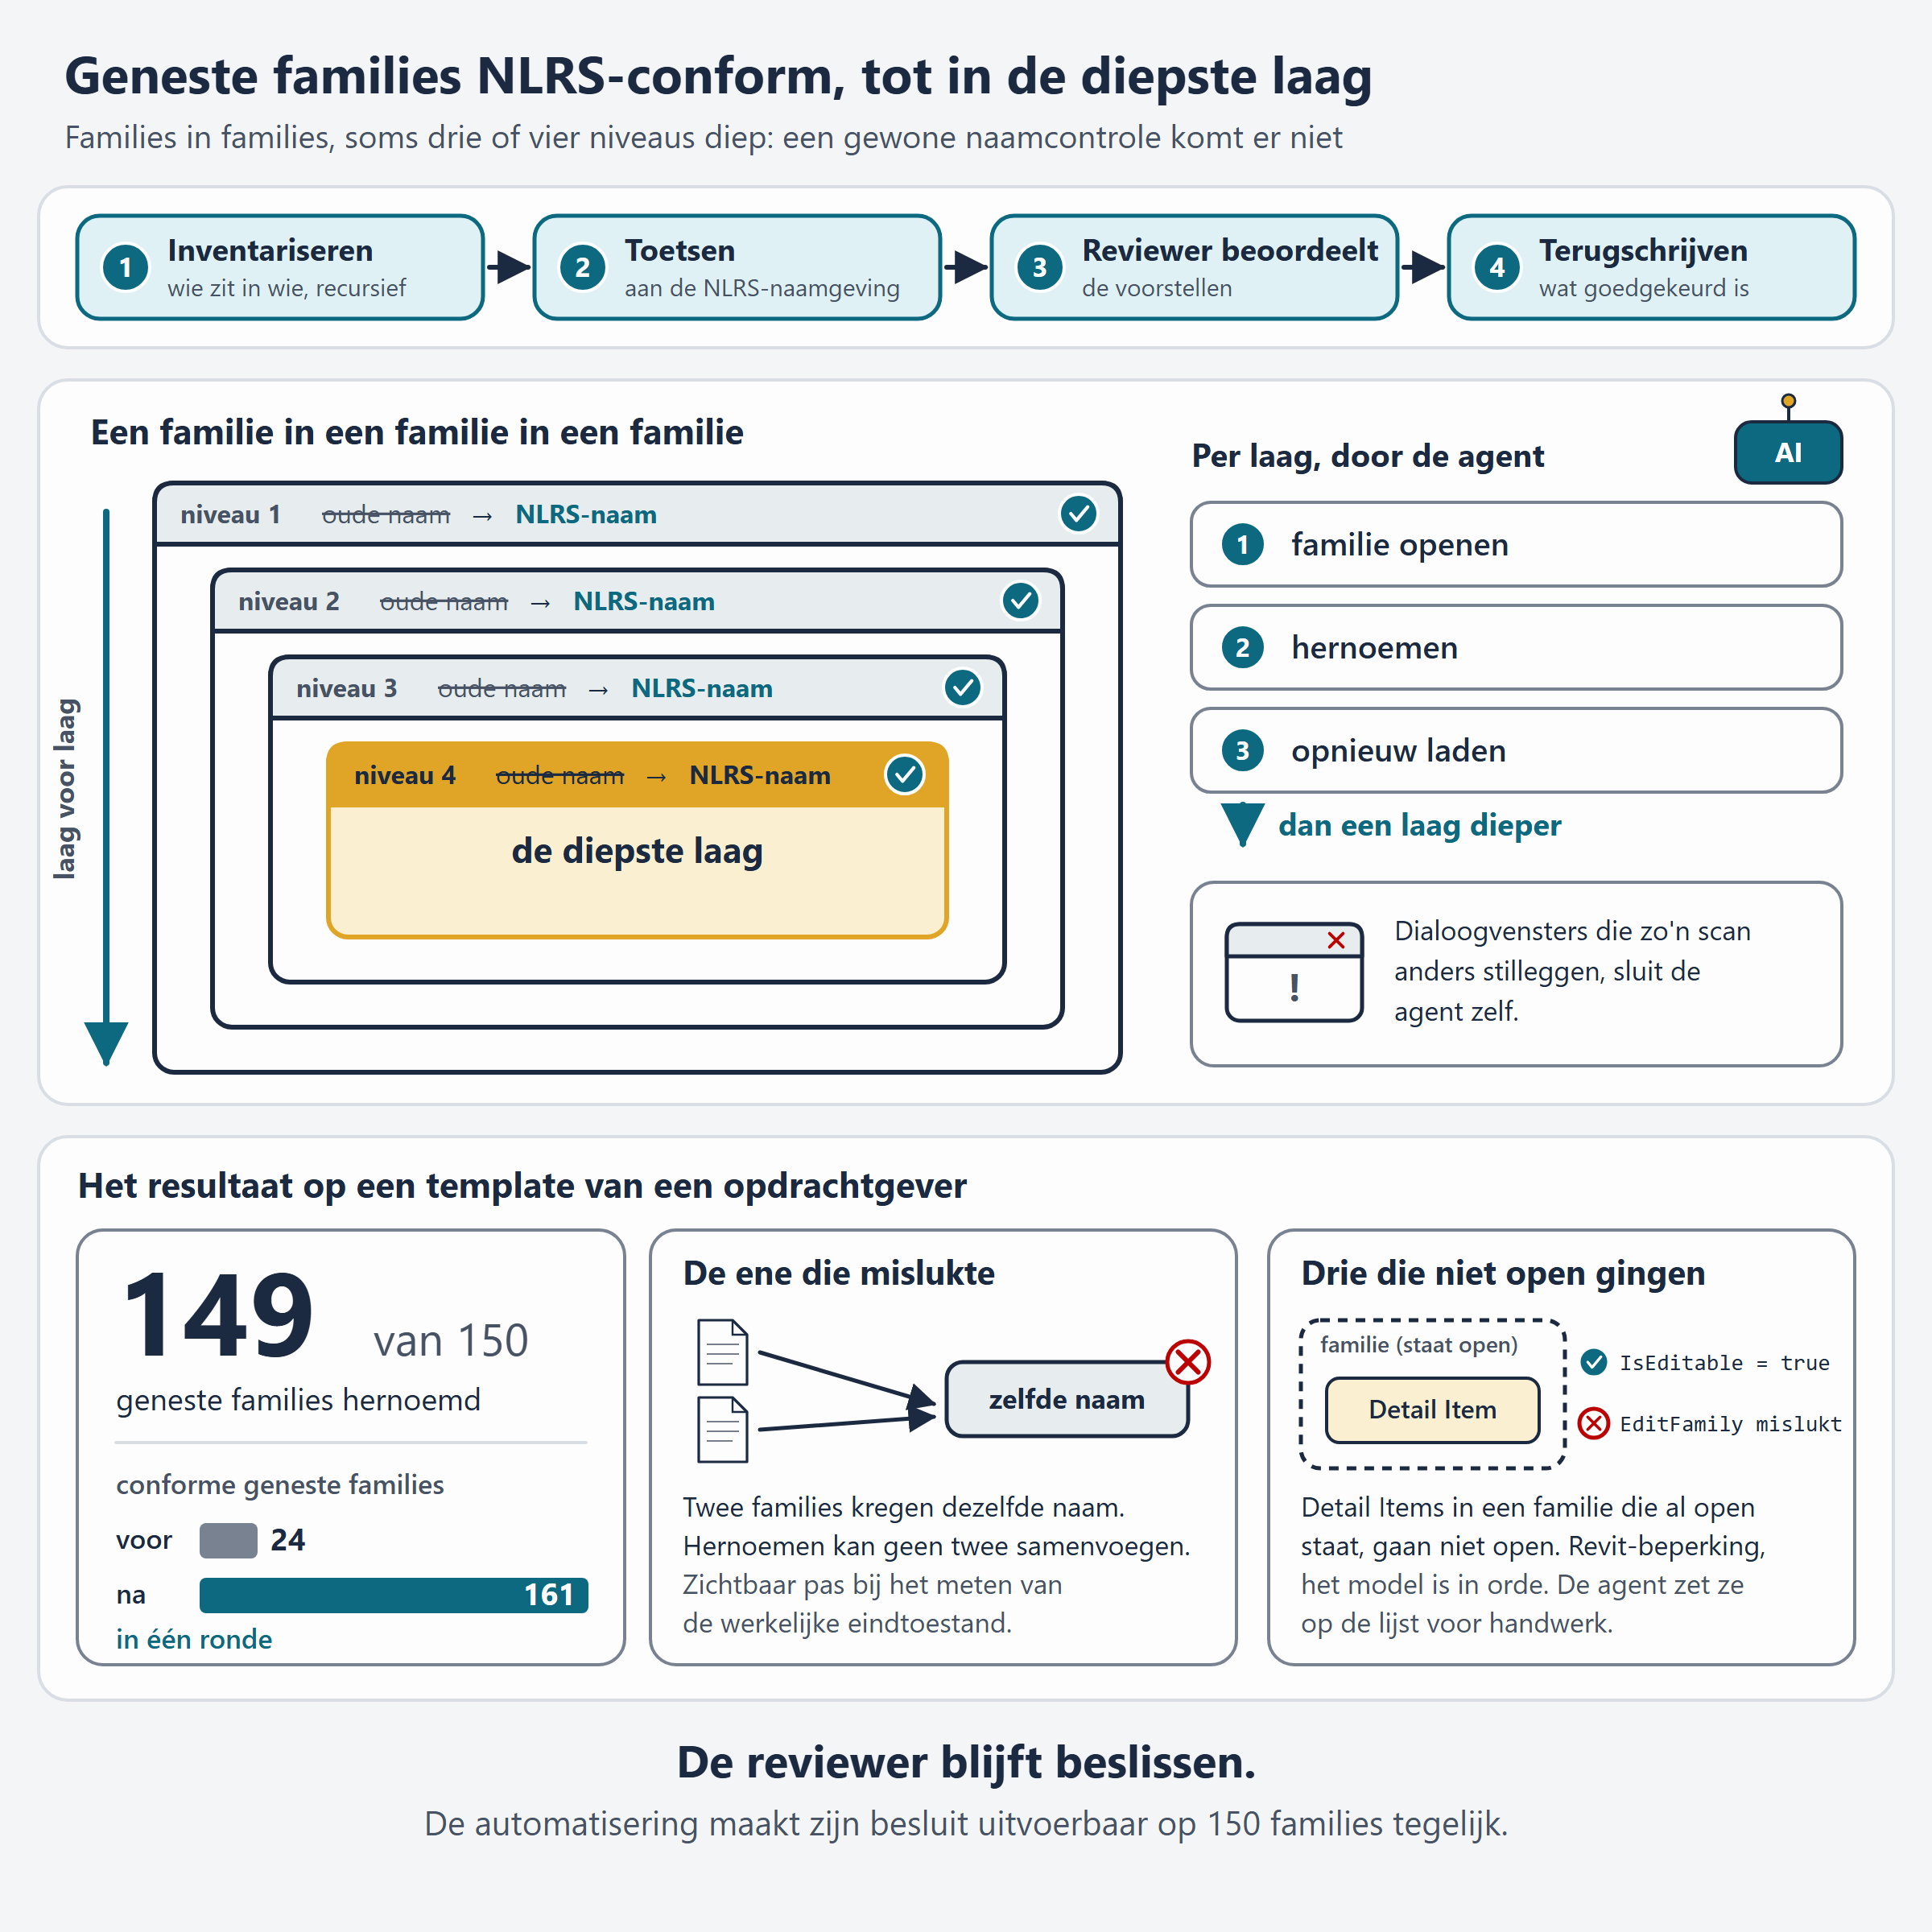 Geneste families NLRS-conform, tot in de diepste laag
Families in families, soms drie of vier niveaus diep: een gewone naamcontrole komt er niet
1 Inventariseren
wie zit in wie, recursief
2 Toetsen
aan de NLRS-naamgeving
3 Reviewer beoordeelt
de voorstellen
4 Terugschrijven
wat goedgekeurd is
Een familie in een familie in een familie
laag voor laag
niveau 1 oude naam → NLRS-naam
niveau 2 oude naam → NLRS-naam
niveau 3 oude naam → NLRS-naam
niveau 4 oude naam → NLRS-naam
de diepste laag
Per laag, door de agent
AI
1 familie openen
2 hernoemen
3 opnieuw laden
dan een laag dieper
!
Dialoogvensters die zo'n scan
anders stilleggen, sluit de
agent zelf.
Het resultaat op een template van een opdrachtgever
149 van 150
geneste families hernoemd
conforme geneste families
voor 24
na 161
in één ronde
De ene die mislukte
zelfde naam
Twee families kregen dezelfde naam.
Hernoemen kan geen twee samenvoegen.
Zichtbaar pas bij het meten van
de werkelijke eindtoestand.
Drie die niet open gingen
familie (staat open)
Detail Item
IsEditable = true
EditFamily mislukt
Detail Items in een familie die al open
staat, gaan niet open. Revit-beperking,
het model is in orde. De agent zet ze
op de lijst voor handwerk.
De reviewer blijft beslissen.
De automatisering maakt zijn besluit uitvoerbaar op 150 families tegelijk.